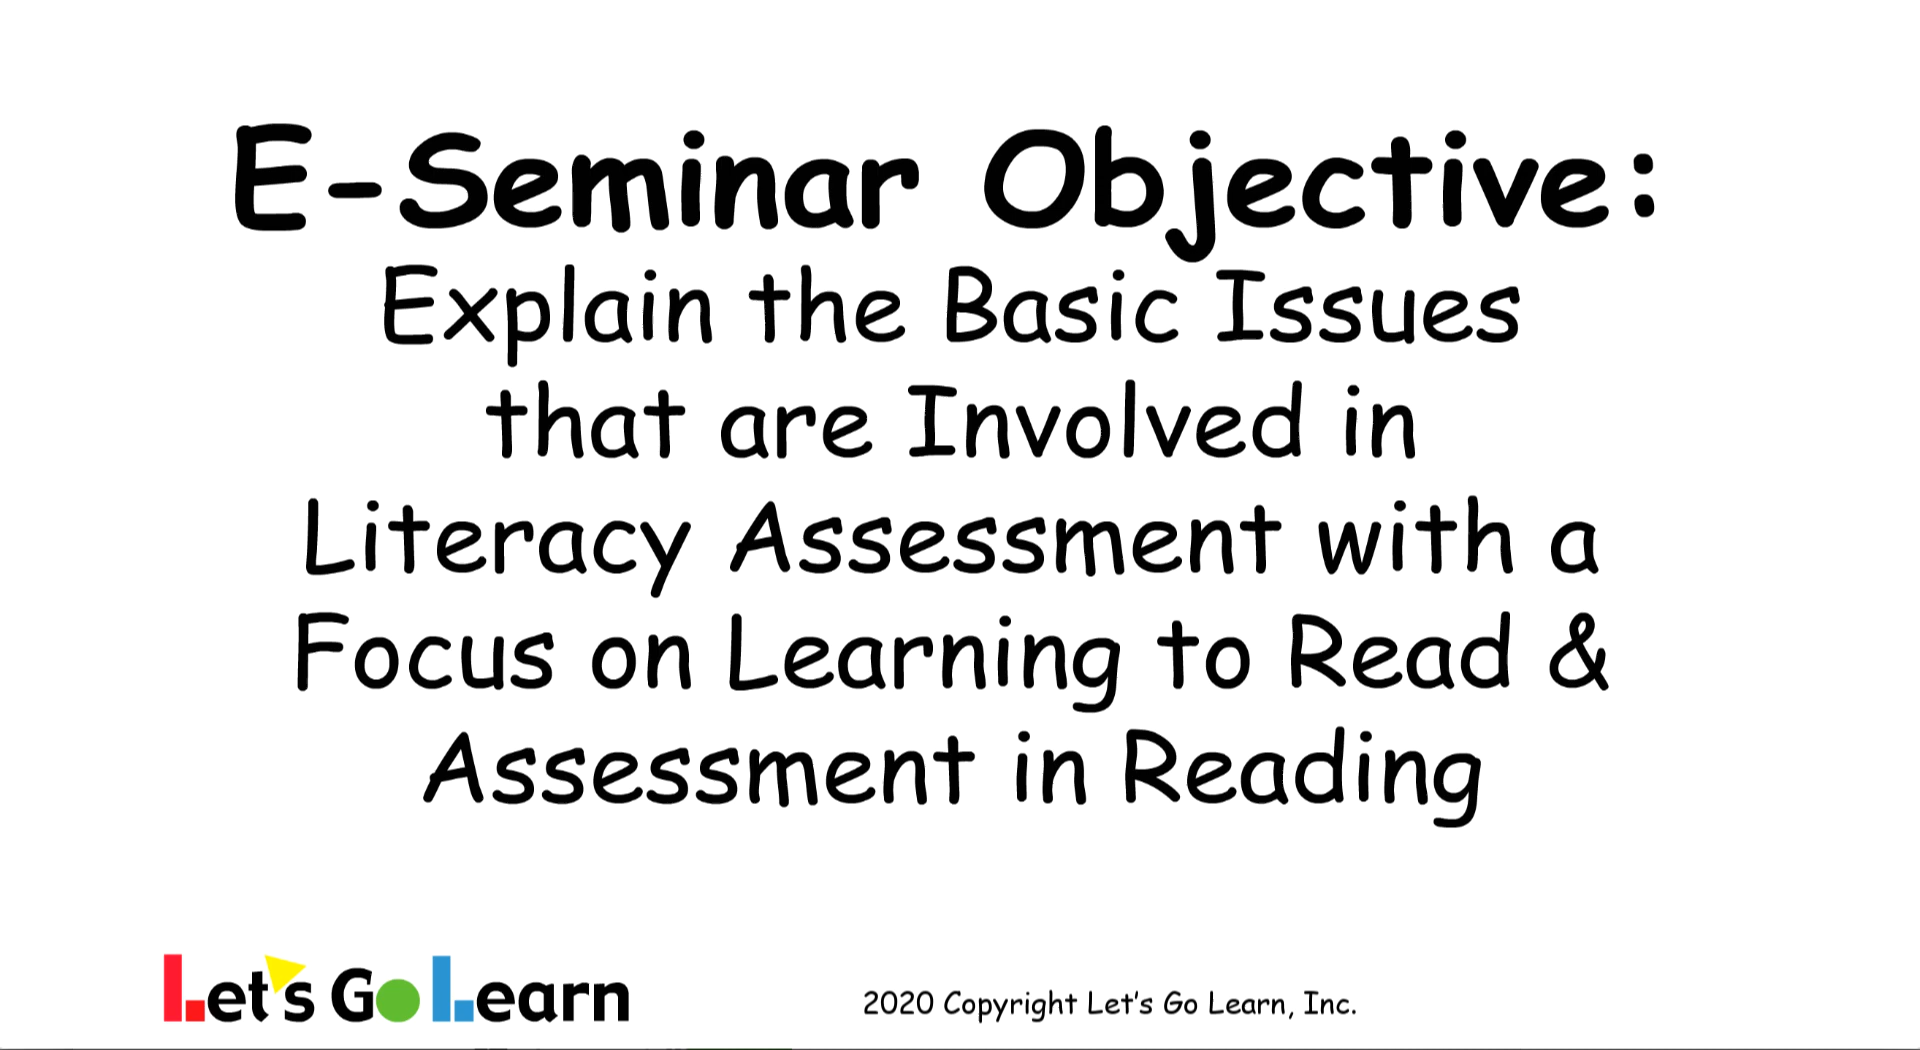 E-Seminar Objective:
Explain the Basic Issues
that are Involved in
Literacy Assessment with a
Focus on Learning to Read &
Assessment in Reading
Let's Go Learn
2020 Copyright Let's Go Learn, Inc.